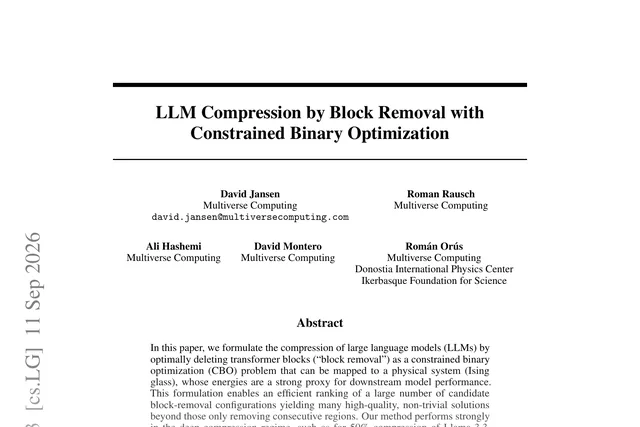 LLM Compression by Block Removal with
Constrained Binary Optimization
David Jansen
Multiverse Computing
david.jansen@multiversecomputing.com
Roman Rausch
Multiverse Computing
Ali Hashemi
Multiverse Computing
David Montero
Multiverse Computing
Román Orús
Multiverse Computing
Donostia International Physics Center
Ikerbasque Foundation for Science
Abstract
In this paper, we formulate the compression of large language models (LLMs) by
optimally deleting transformer blocks (“block removal”) as a constrained binary
optimization (CBO) problem that can be mapped to a physical system (Ising
glass), whose energies are a strong proxy for downstream model performance.
This formulation enables an efficient ranking of a large number of candidate
block-removal configurations yielding many high-quality, non-trivial solutions
beyond those only removing consecutive regions. Our method performs strongly
[cs.LG] 11 Sep 2026